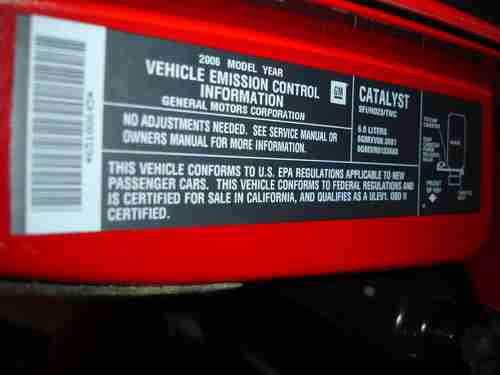 2006 MODEL YEAR
VEHICLE EMISSION CONTROL
INFORMATION
GENERAL MOTORS CORPORATION
GM
NO ADJUSTMENTS NEEDED. SEE SERVICE MANUAL OR
OWNERS MANUAL FOR MORE INFORMATION.
CATALYST
6.0 LITERS
THIS VEHICLE CONFORMS TO U.S. EPA REGULATIONS APPLICABLE TO NEW
PASSENGER CARS. THIS VEHICLE CONFORMS TO FEDERAL REGULATIONS AND
IS CERTIFIED FOR SALE IN CALIFORNIA, AND QUALIFIES AS A ULEV1. OBD II
CERTIFIED.